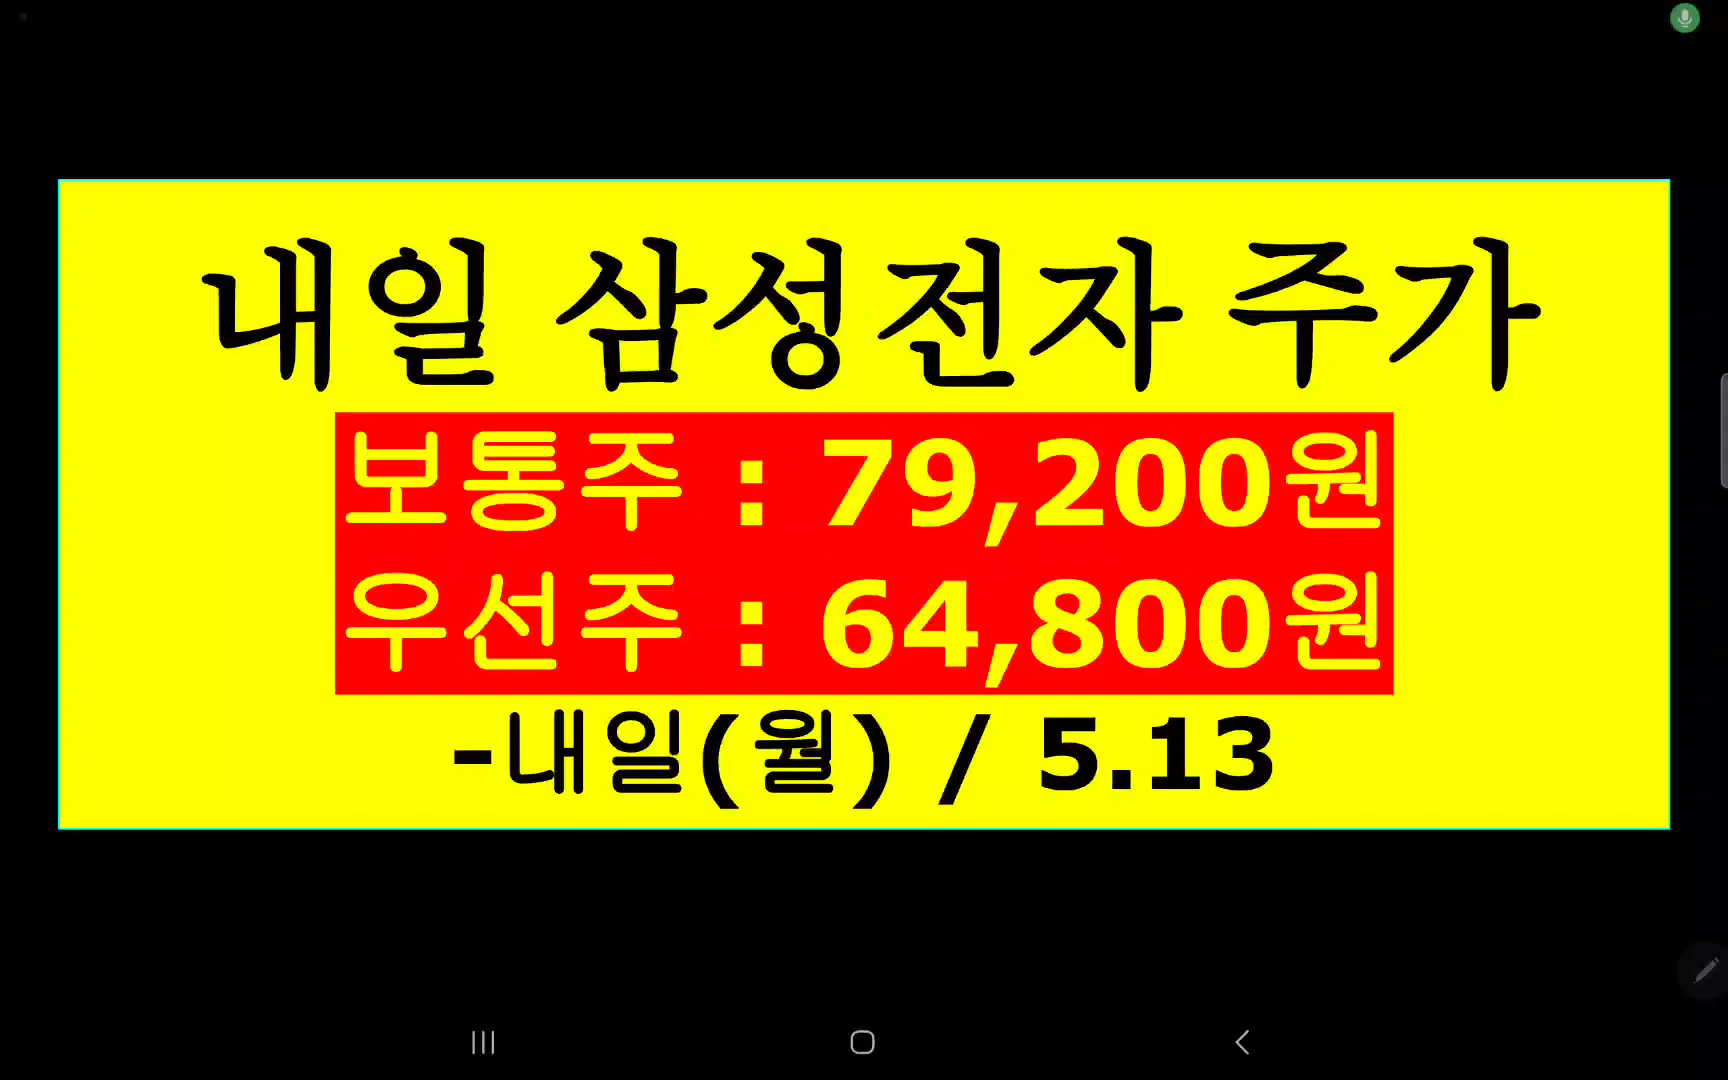 내일 삼성전자 주가
보통주 : 79,200원
우선주 : 64,800원
-내일(월) / 5.13